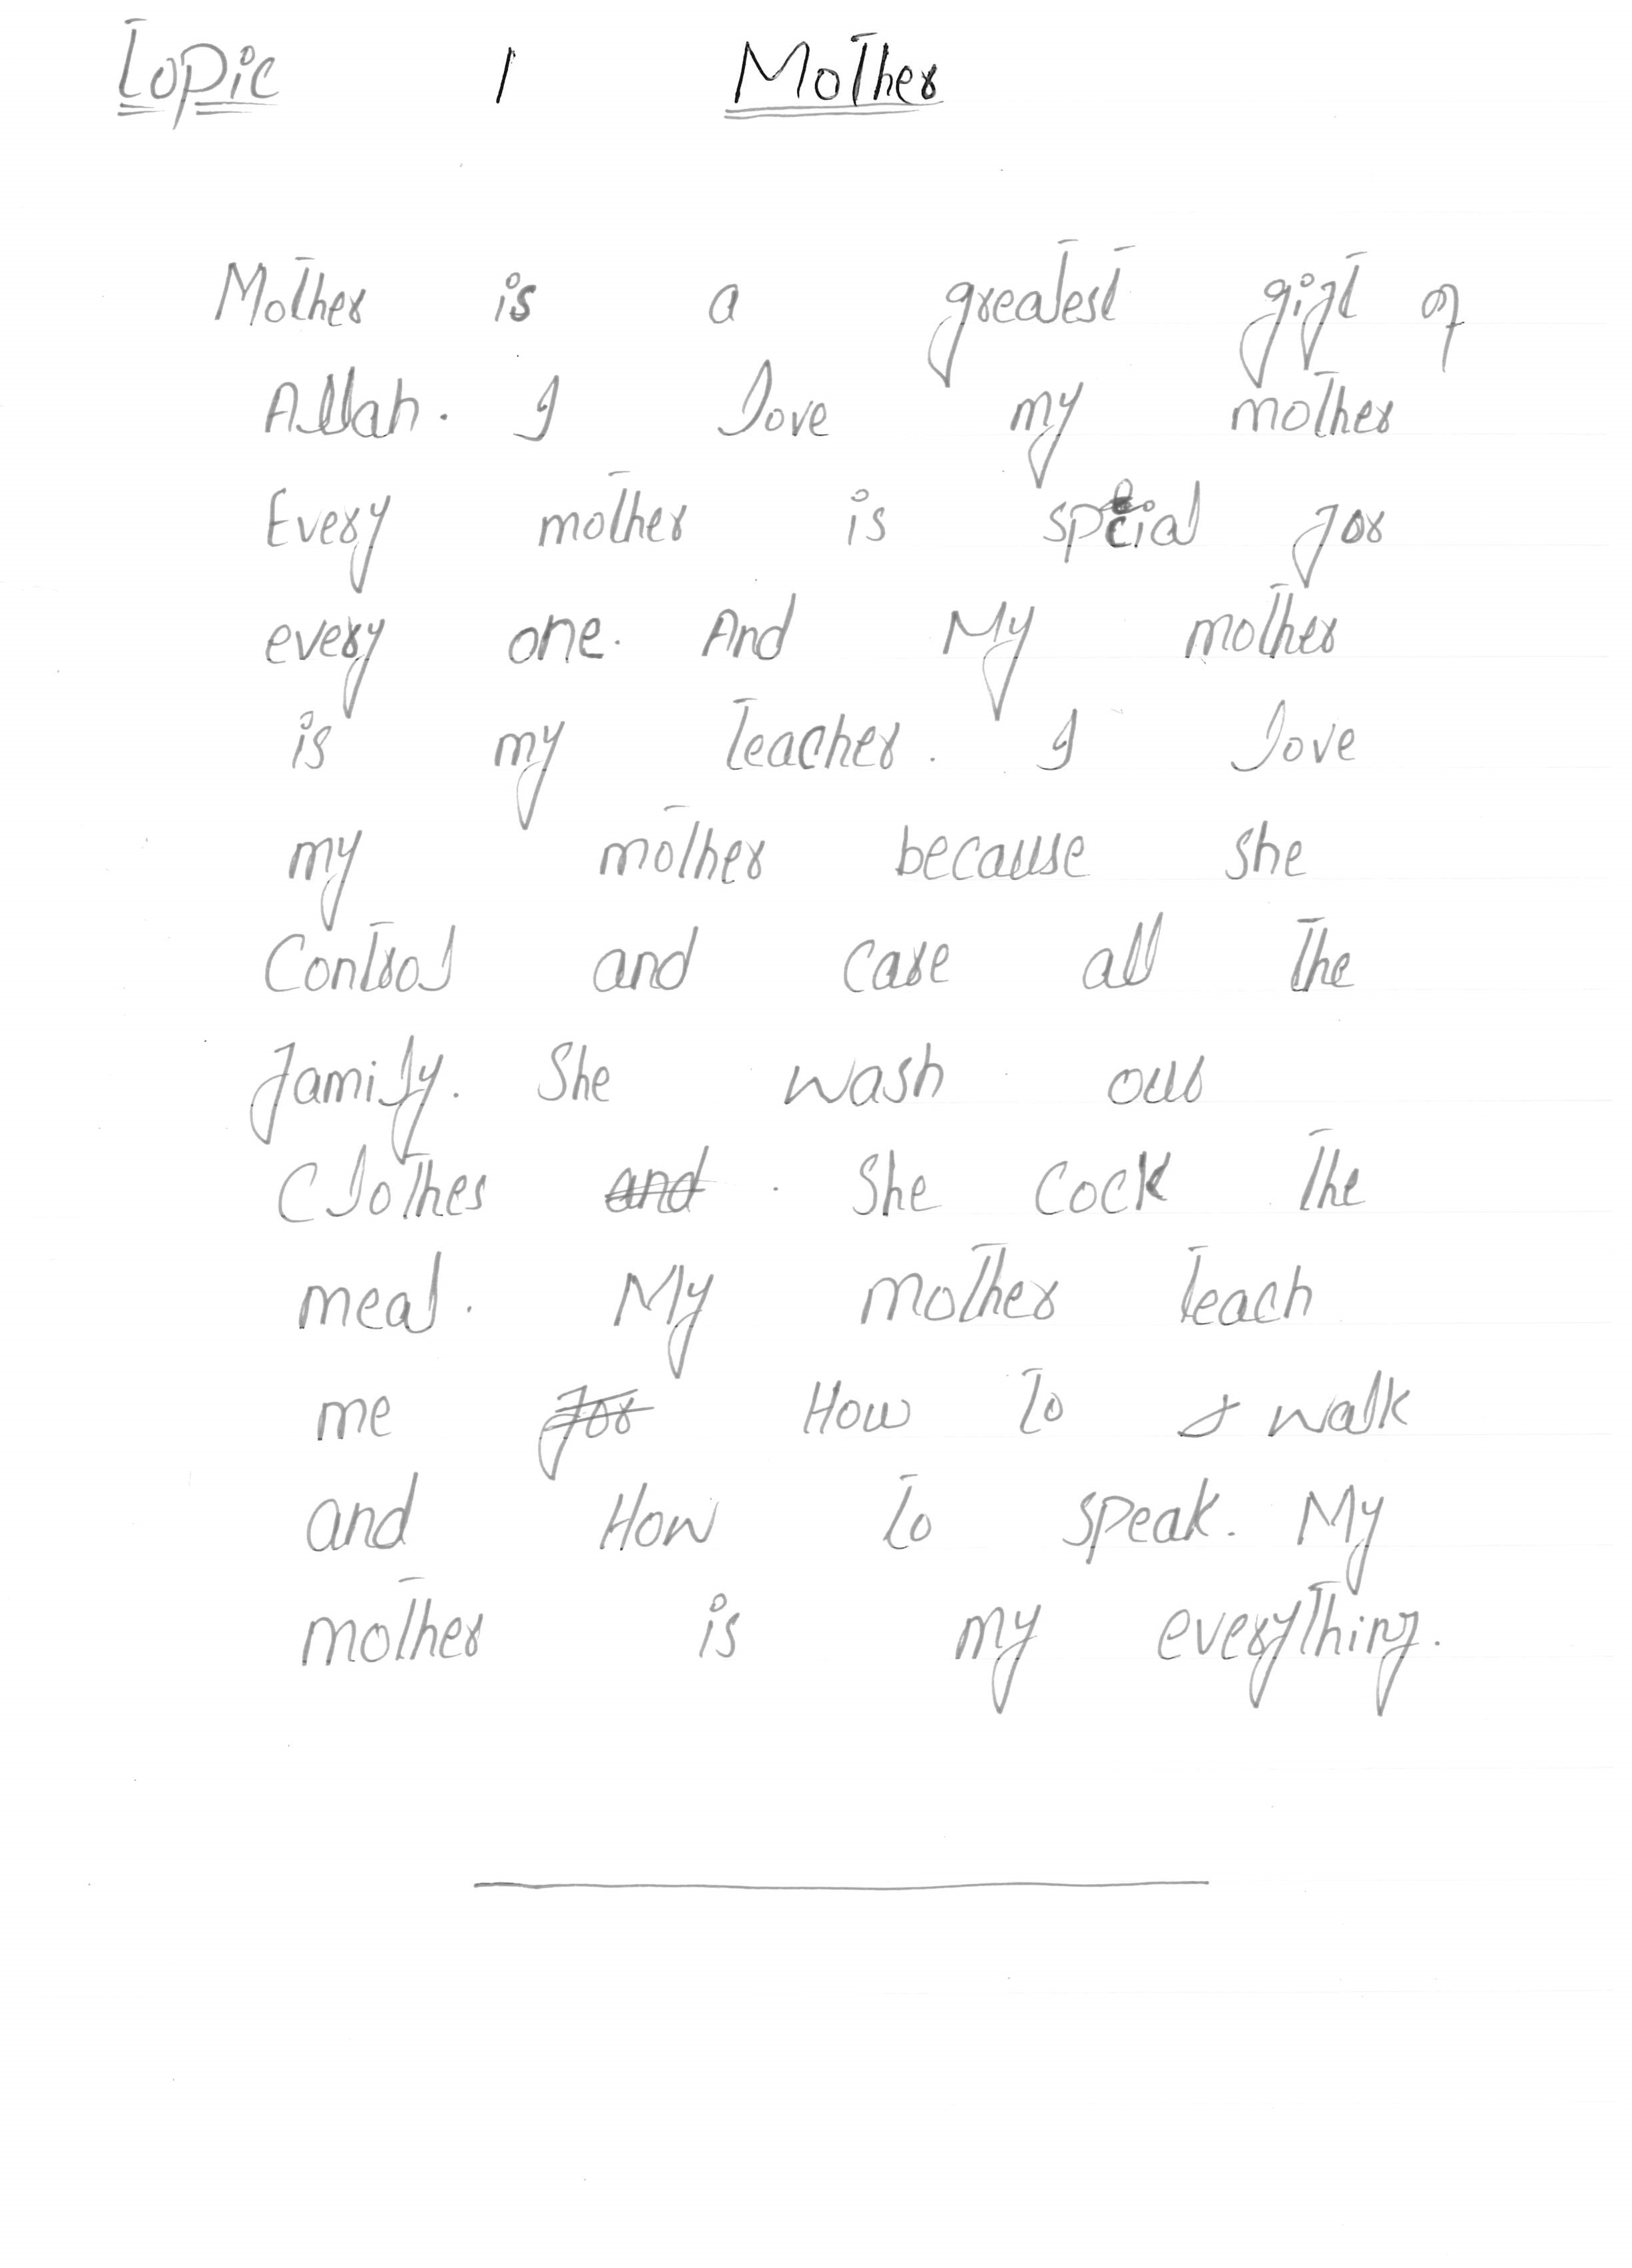 Topic 1 Mother
Mother is a greatest gift of
Allah. I love my mother
Every mother is special for
every one. And My mother
is my teacher. I love
my mother because she
Control and care all the
family. She wash our
Clothes and . She cock the
meal. My mother teach
me for How to walk
and How to speak. My
mother is my everything.